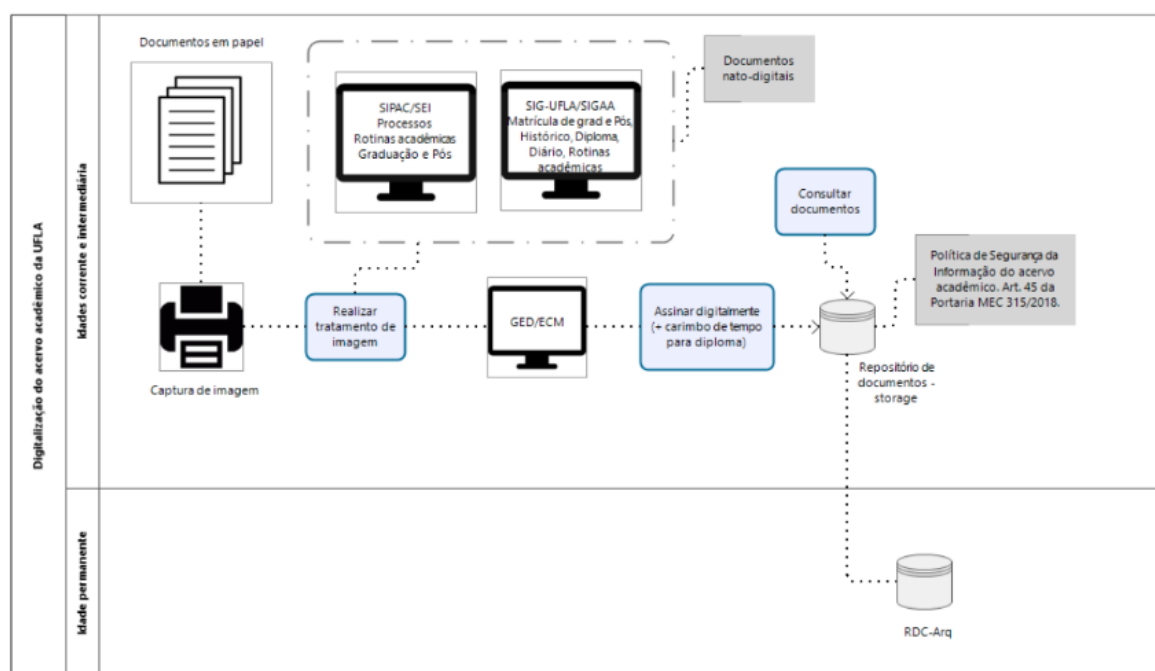 Digitalização do acervo acadêmico da UFLA
Idades corrente e intermediária
Documentos em papel
SIPAC/SEI
Processos
Rotinas acadêmicas
Graduação e Pós
SIG-UFLA/SIGAA
Matrícula de grad e Pós,
Histórico, Diploma,
Diário, Rotinas
acadêmicas
Documentos
nato-digitais
Consultar
documentos
Política de Segurança da
Informação do acervo
acadêmico. Art. 45 da
Portaria MEC 315/2018.
Captura de imagem
Realizar
tratamento de
imagem
GED/ECM
Assinar digitalmente
(+ carimbo de tempo
para diploma)
Repositório de
documentos -
storage
Idade permanente
RDC-Arq